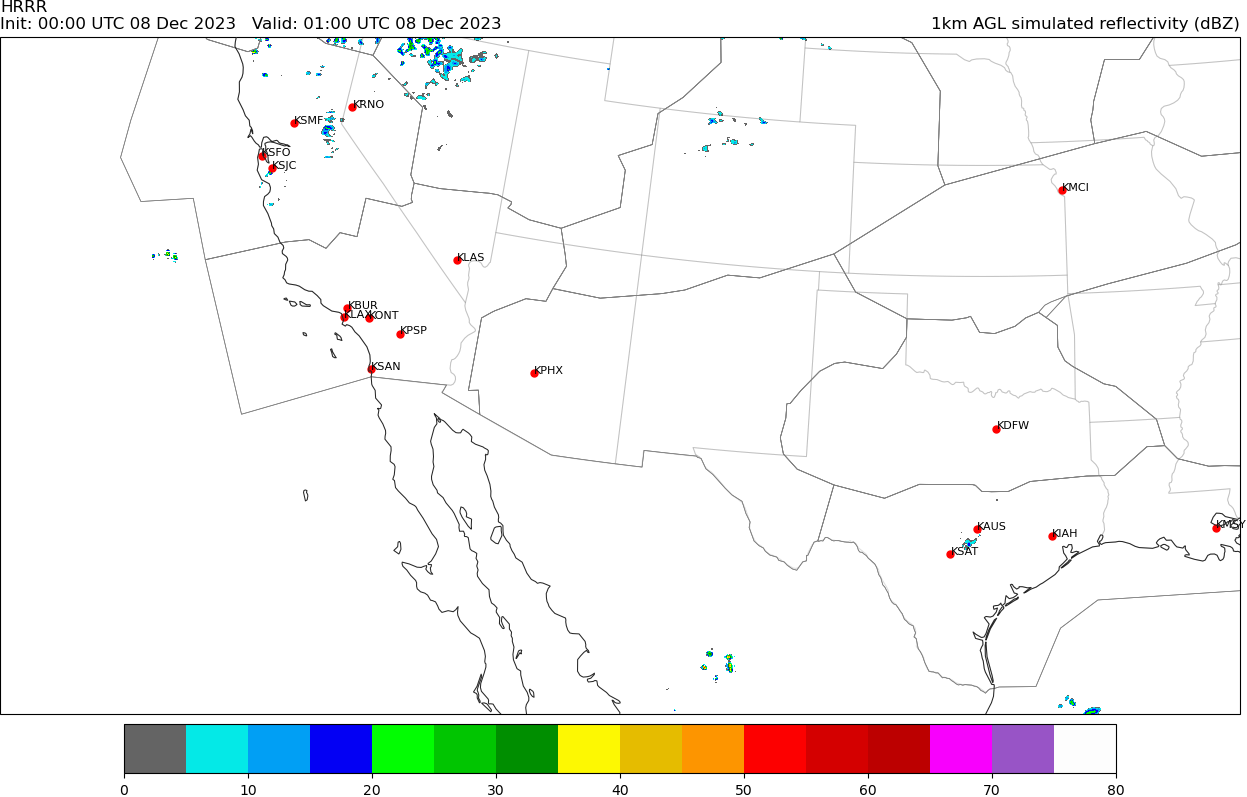 HRRR
Init: 00:00 UTC 08 Dec 2023   Valid: 01:00 UTC 08 Dec 2023
1km AGL simulated reflectivity (dBZ)
KRNO
KSMF
KSFO
KSJC
KMCI
KLAS
KBUR
KLAX
KONT
KPSP
KSAN
KPHX
KDFW
KAUS
KMSY
KIAH
KSAT
0 10 20 30 40 50 60 70 80